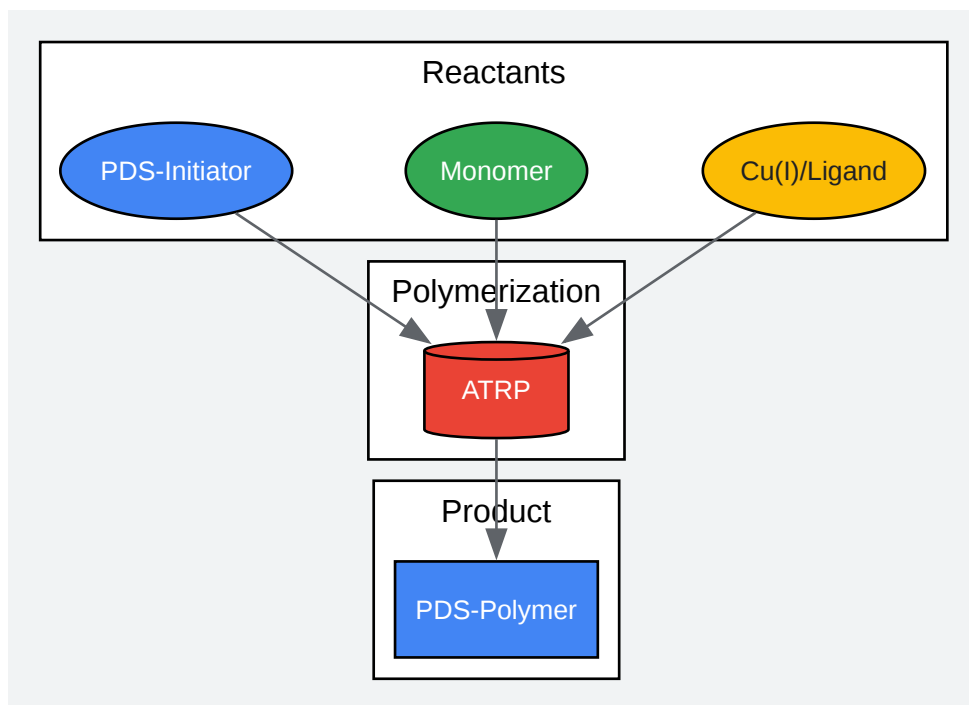 Reactants
PDS-Initiator
Monomer
Cu(I)/Ligand
Polymerization
ATRP
Product
PDS-Polymer